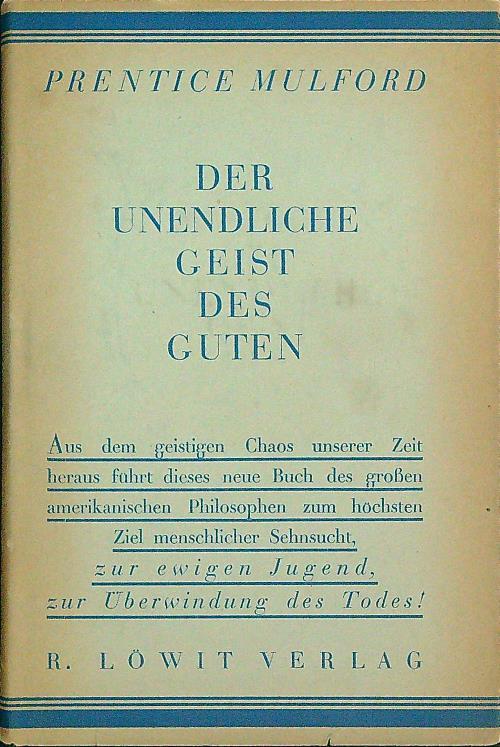 PRENTICE MULFORD
DER
UNENDLICHE
GEIST
DES
GUTEN
Aus dem geistigen Chaos unserer Zeit
heraus führt dieses neue Buch des großen
amerikanischen Philosophen zum höchsten
Ziel menschlicher Sehnsucht,
zur ewigen Jugend,
zur Überwindung des Todes!
R. LÖWIT VERLAG